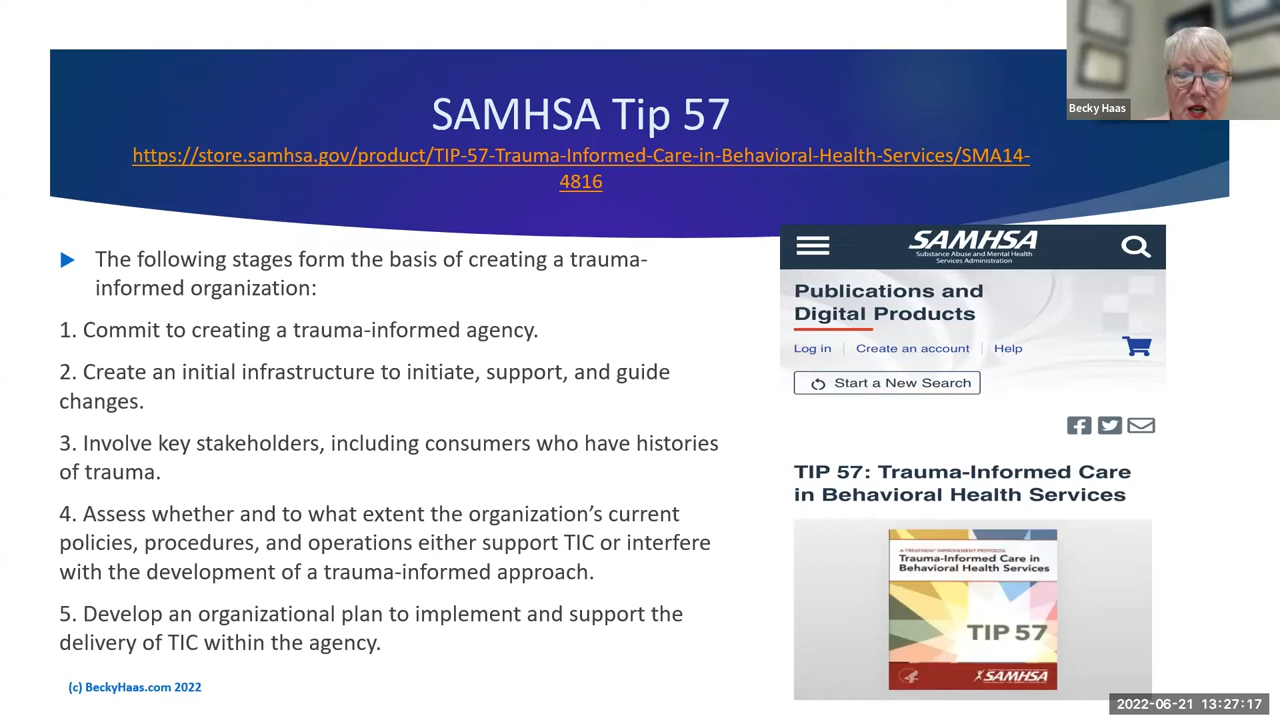 SAMHSA Tip 57
https://store.samhsa.gov/product/TIP-57-Trauma-Informed-Care-in-Behavioral-Health-Services/SMA14-
4816
Becky Haas
The following stages form the basis of creating a trauma-
informed organization:
1. Commit to creating a trauma-informed agency.
2. Create an initial infrastructure to initiate, support, and guide
changes.
3. Involve key stakeholders, including consumers who have histories
of trauma.
4. Assess whether and to what extent the organization’s current
policies, procedures, and operations either support TIC or interfere
with the development of a trauma-informed approach.
5. Develop an organizational plan to implement and support the
delivery of TIC within the agency.
(c) BeckyHaas.com 2022
SAMHSA
Substance Abuse and Mental Health
Services Administration
Publications and
Digital Products
Log in
Create an account
Help
Start a New Search
TIP 57: Trauma-Informed Care
in Behavioral Health Services
A TREATMENT IMPROVEMENT PROTOCOL
Trauma-Informed Care in
Behavioral Health Services
TIP 57
SAMHSA
2022-06-21 13:27:17